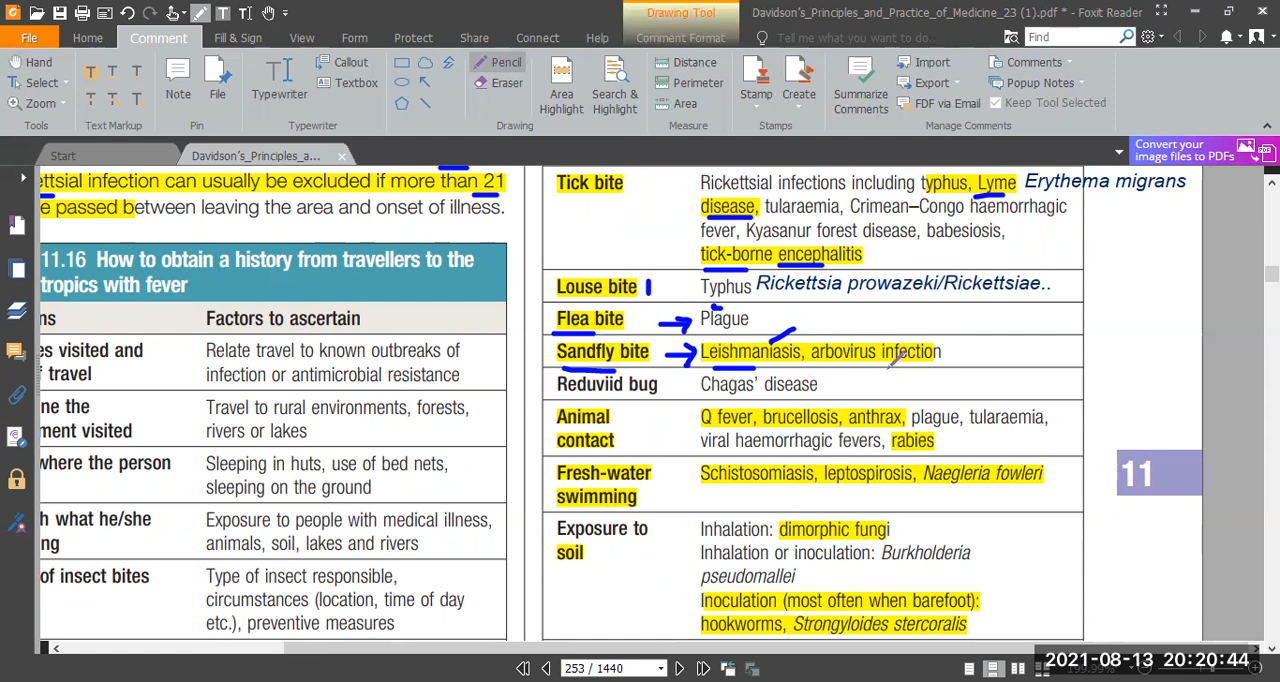 Drawing Tool
Davidson's_Principles_and_Practice_of_Medicine_23 (1).pdf * - Foxit Reader
File
Home
Comment
Fill & Sign
View
Form
Protect
Share
Connect
Help
Comment Format
Tell me what you want to do..
Find
Hand
Select
Zoom
Tools
Text Markup
Note
File
Pin
Typewriter
Callout
Textbox
Typewriter
Pencil
Eraser
Area
Highlight
Search &
Highlight
Drawing
Distance
Perimeter
Area
Measure
Stamp
Create
Stamps
Summarize
Comments
Import
Export
FDF via Email
Comments
Popup Notes
Keep Tool Selected
Manage Comments
Start
Davidson's_Principles_a...
Convert your
image files to PDFs
ettsial infection can usually be excluded if more than 21
e passed between leaving the area and onset of illness.
11.16 How to obtain a history from travellers to the
tropics with fever
ns
Factors to ascertain
es visited and
f travel
Relate travel to known outbreaks of
infection or antimicrobial resistance
ne the
ment visited
Travel to rural environments, forests,
rivers or lakes
where the person
Sleeping in huts, use of bed nets,
sleeping on the ground
h what he/she
ng
Exposure to people with medical illness,
animals, soil, lakes and rivers
of insect bites
Type of insect responsible,
circumstances (location, time of day
etc.), preventive measures
Tick bite
Rickettsial infections including typhus, Lyme
disease, tularaemia, Crimean–Congo haemorrhagic
fever, Kyasanur forest disease, babesiosis,
tick-borne encephalitis
Erythema migrans
Louse bite
Typhus
Rickettsia prowazeki/Rickettsiae..
Flea bite
Plague
Sandfly bite
Leishmaniasis, arbovirus infection
Reduviid bug
Chagas' disease
Animal
contact
Q fever, brucellosis, anthrax, plague, tularaemia,
viral haemorrhagic fevers, rabies
Fresh-water
swimming
Schistosomiasis, leptospirosis, Naegleria fowleri
Exposure to
soil
Inhalation: dimorphic fungi
Inhalation or inoculation: Burkholderia
pseudomallei
Inoculation (most often when barefoot):
hookworms, Strongyloides stercoralis
11
253 / 1440
2021-08-13 20:20:44